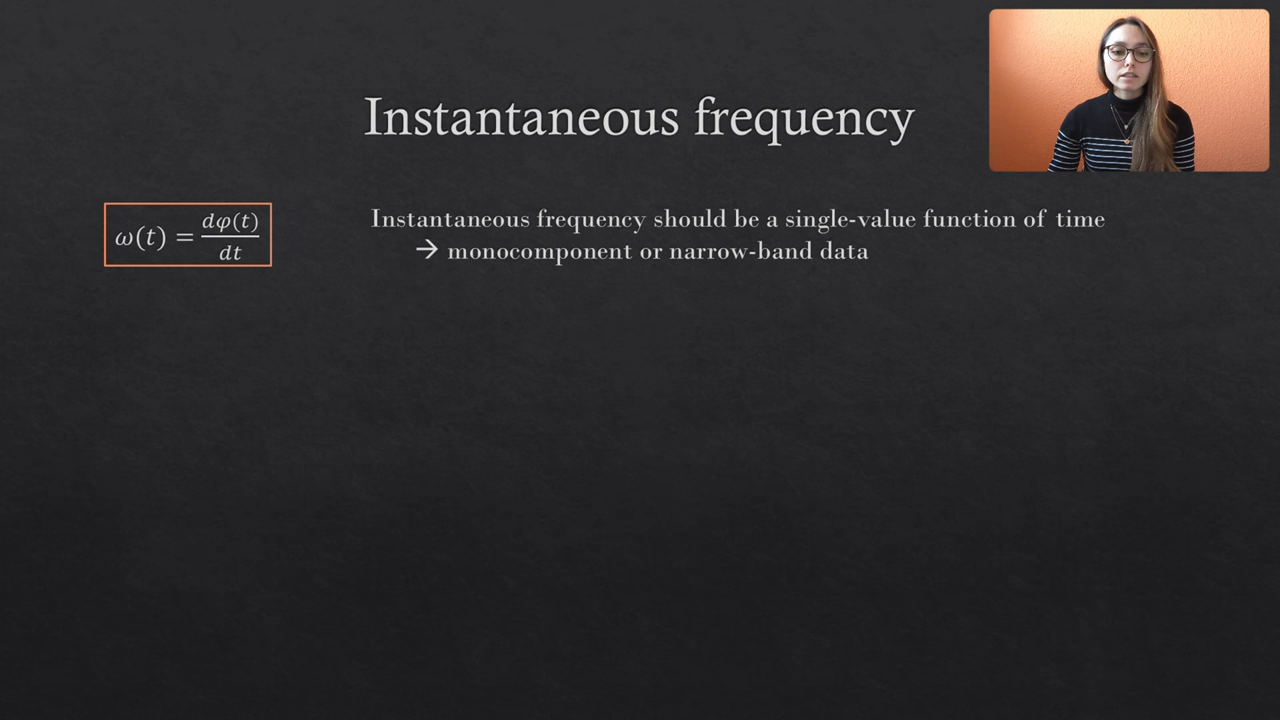 Instantaneous frequency
ω(t) = dφ(t)/dt
Instantaneous frequency should be a single-value function of time
→ monocomponent or narrow-band data